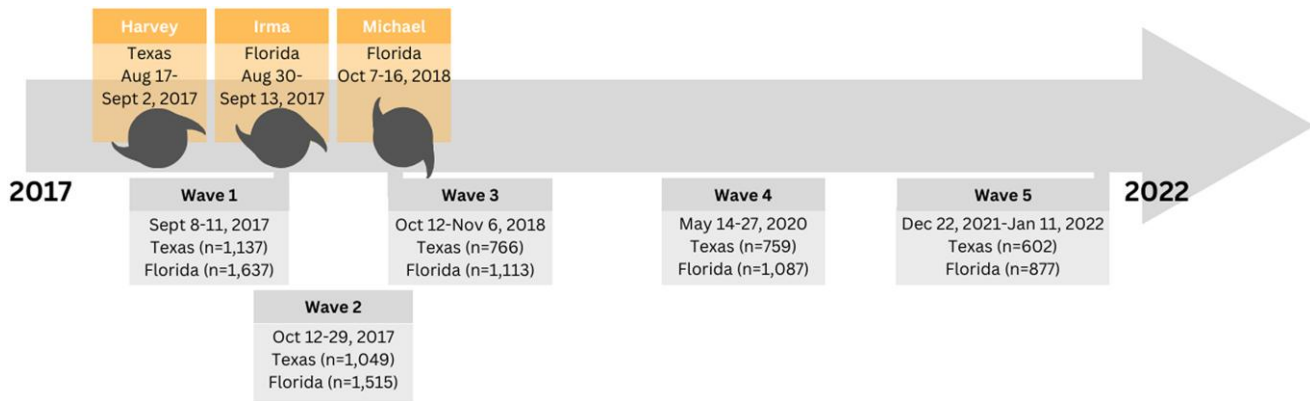 Harvey
Texas
Aug 17-
Sept 2, 2017
Irma
Florida
Aug 30-
Sept 13, 2017
Michael
Florida
Oct 7-16, 2018
2017
2022
Wave 1
Sept 8-11, 2017
Texas (n=1,137)
Florida (n=1,637)
Wave 2
Oct 12-29, 2017
Texas (n=1,049)
Florida (n=1,515)
Wave 3
Oct 12-Nov 6, 2018
Texas (n=766)
Florida (n=1,113)
Wave 4
May 14-27, 2020
Texas (n=759)
Florida (n=1,087)
Wave 5
Dec 22, 2021-Jan 11, 2022
Texas (n=602)
Florida (n=877)